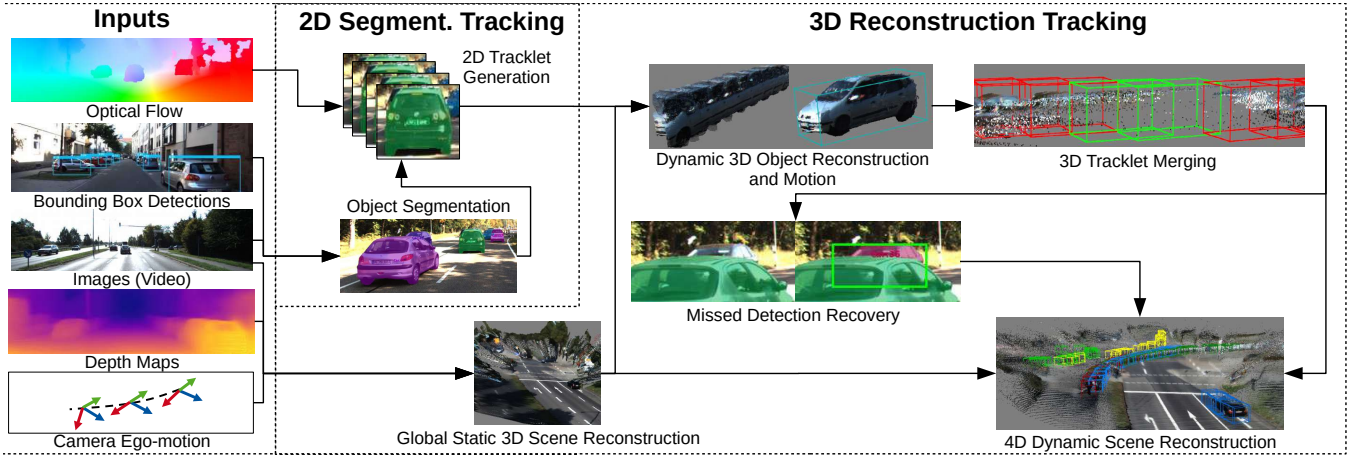 Inputs
2D Segment. Tracking
3D Reconstruction Tracking
Optical Flow
Bounding Box Detections
Images (Video)
Depth Maps
Camera Ego-motion
2D Tracklet
Generation
Object Segmentation
Global Static 3D Scene Reconstruction
Dynamic 3D Object Reconstruction
and Motion
3D Tracklet Merging
Missed Detection Recovery
4D Dynamic Scene Reconstruction